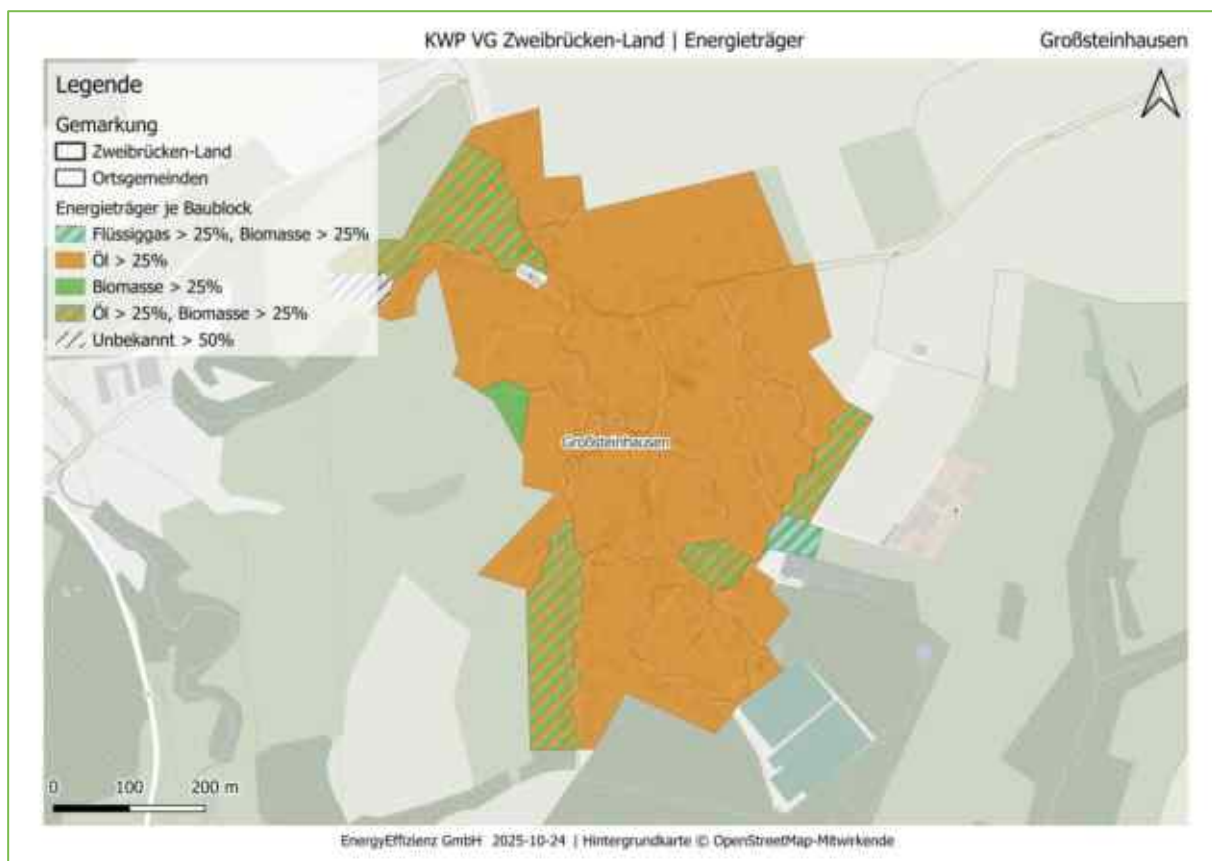 KWP VG Zweibrücken-Land | Energieträger
Großsteinhausen
Legende
Gemarkung
Zweibrücken-Land
Ortsgemeinden
Energieträger je Baublock
Flüssiggas > 25%, Biomasse > 25%
Öl > 25%
Biomasse > 25%
Öl > 25%, Biomasse > 25%
Unbekannt > 50%
Großsteinhausen
0 100 200 m
EnergyEffizienz GmbH 2025-10-24 | Hintergrundkarte © OpenStreetMap-Mitwirkende